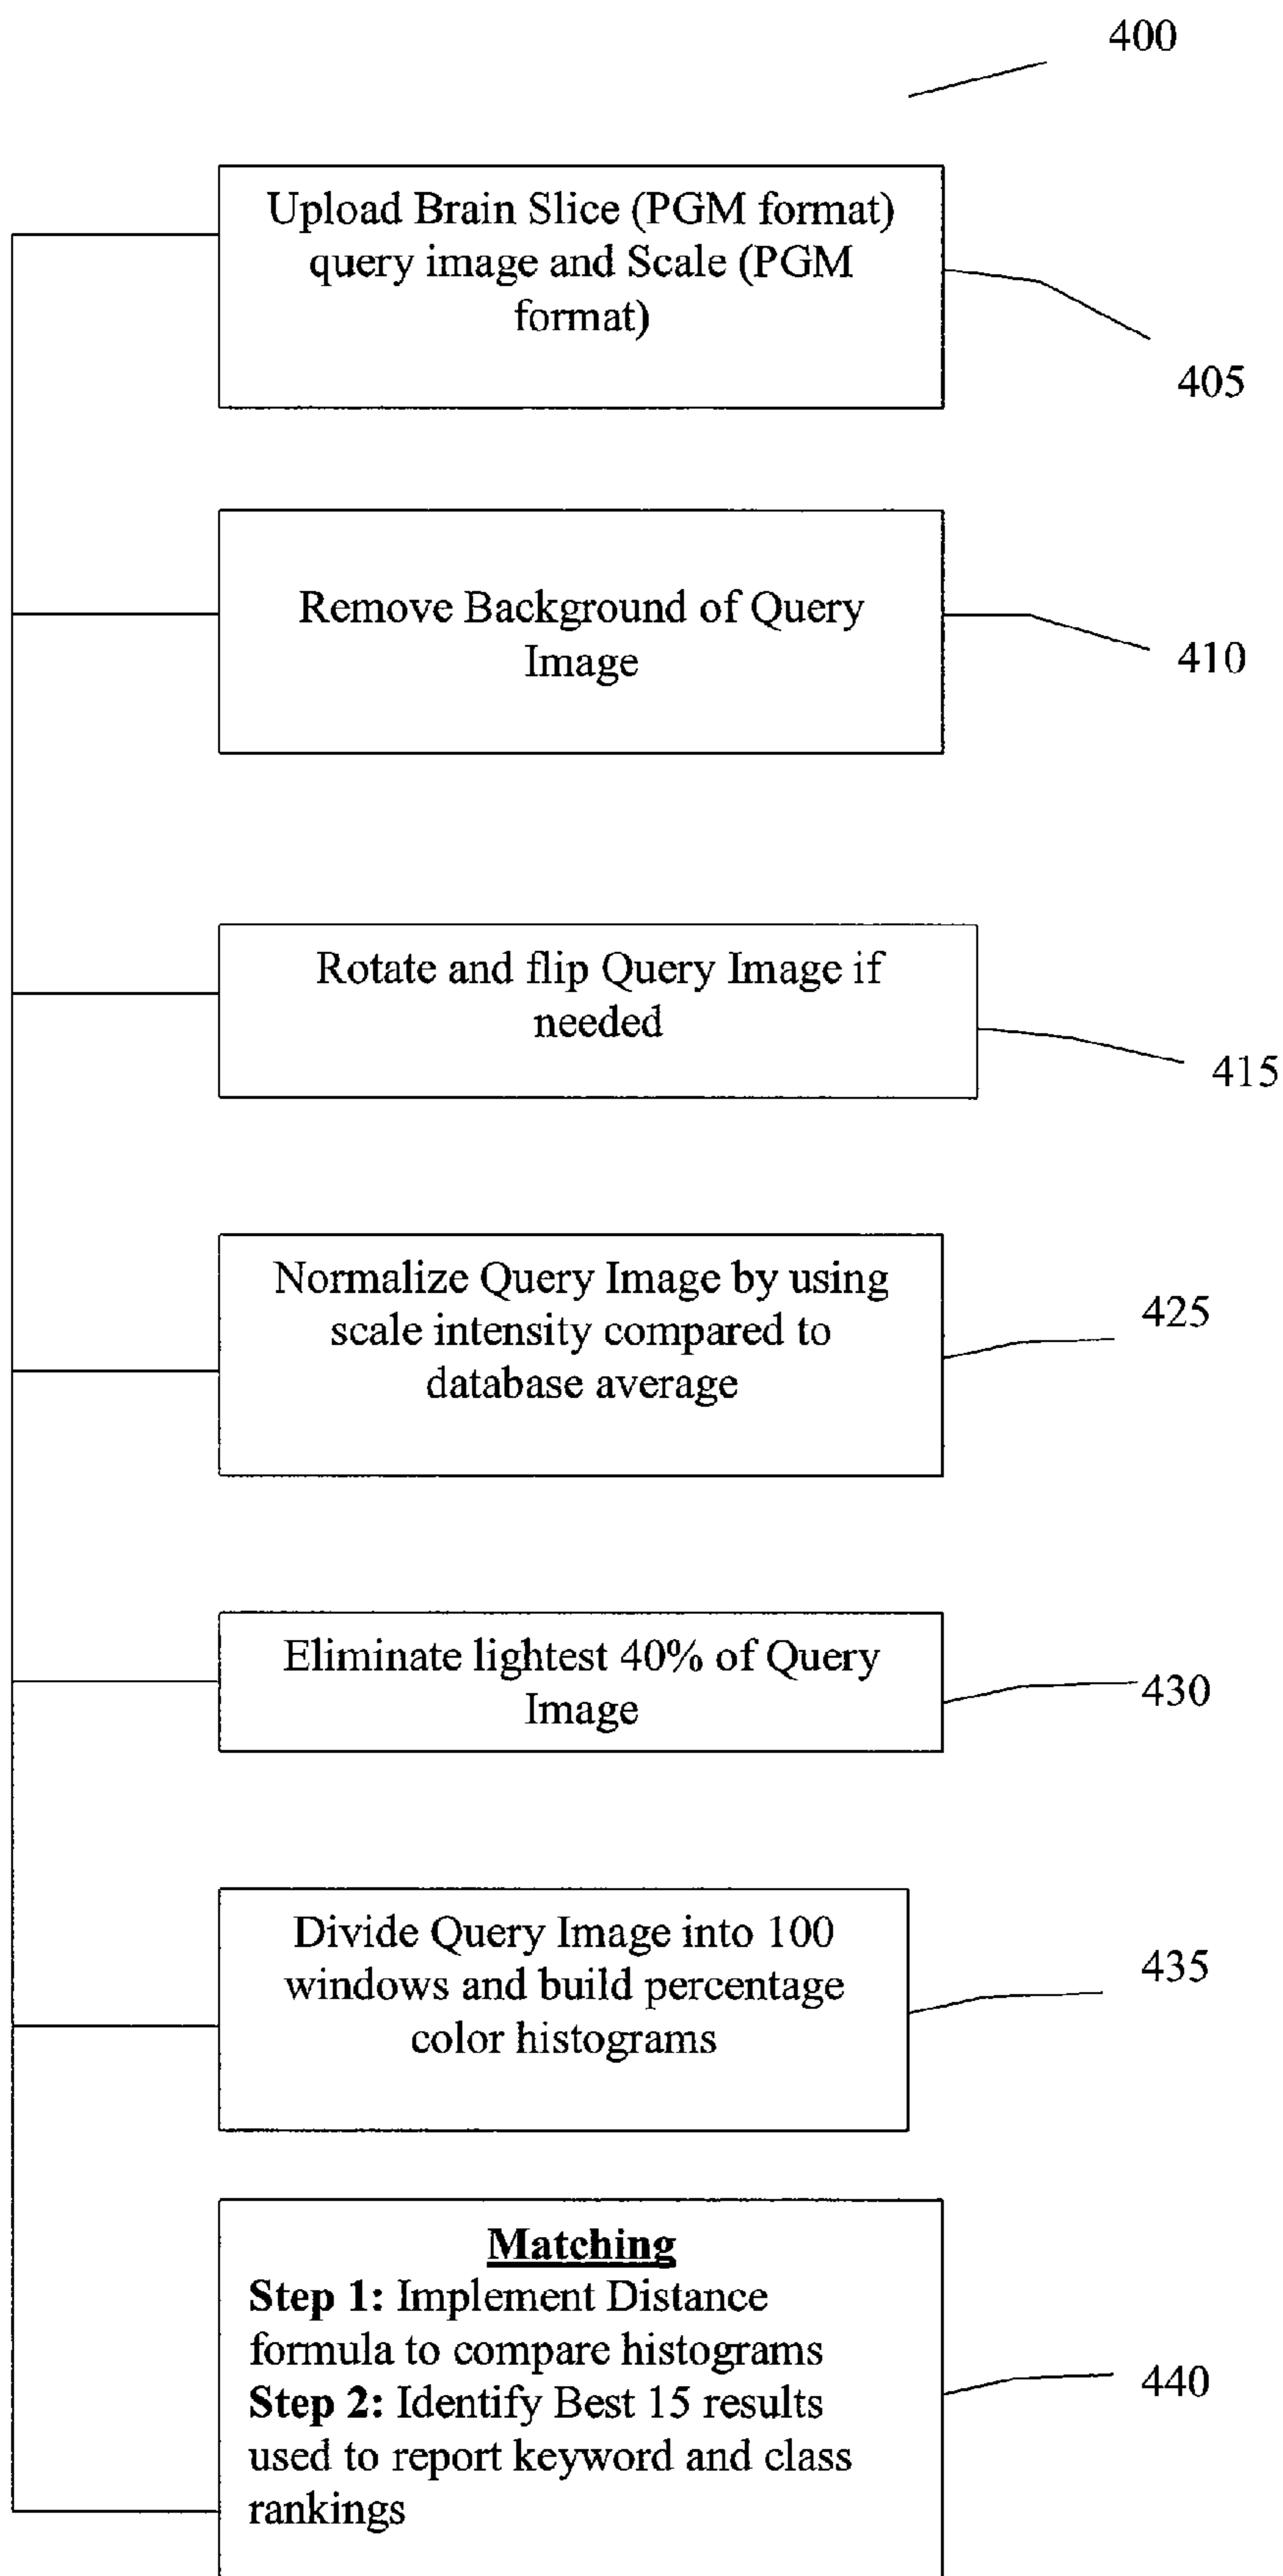 400
Upload Brain Slice (PGM format)
query image and Scale (PGM
format)
405
Remove Background of Query
Image
410
Rotate and flip Query Image if
needed
415
Normalize Query Image by using
scale intensity compared to
database average
425
Eliminate lightest 40% of Query
Image
430
Divide Query Image into 100
windows and build percentage
color histograms
435
Matching
Step 1: Implement Distance
formula to compare histograms
Step 2: Identify Best 15 results
used to report keyword and class
rankings
440